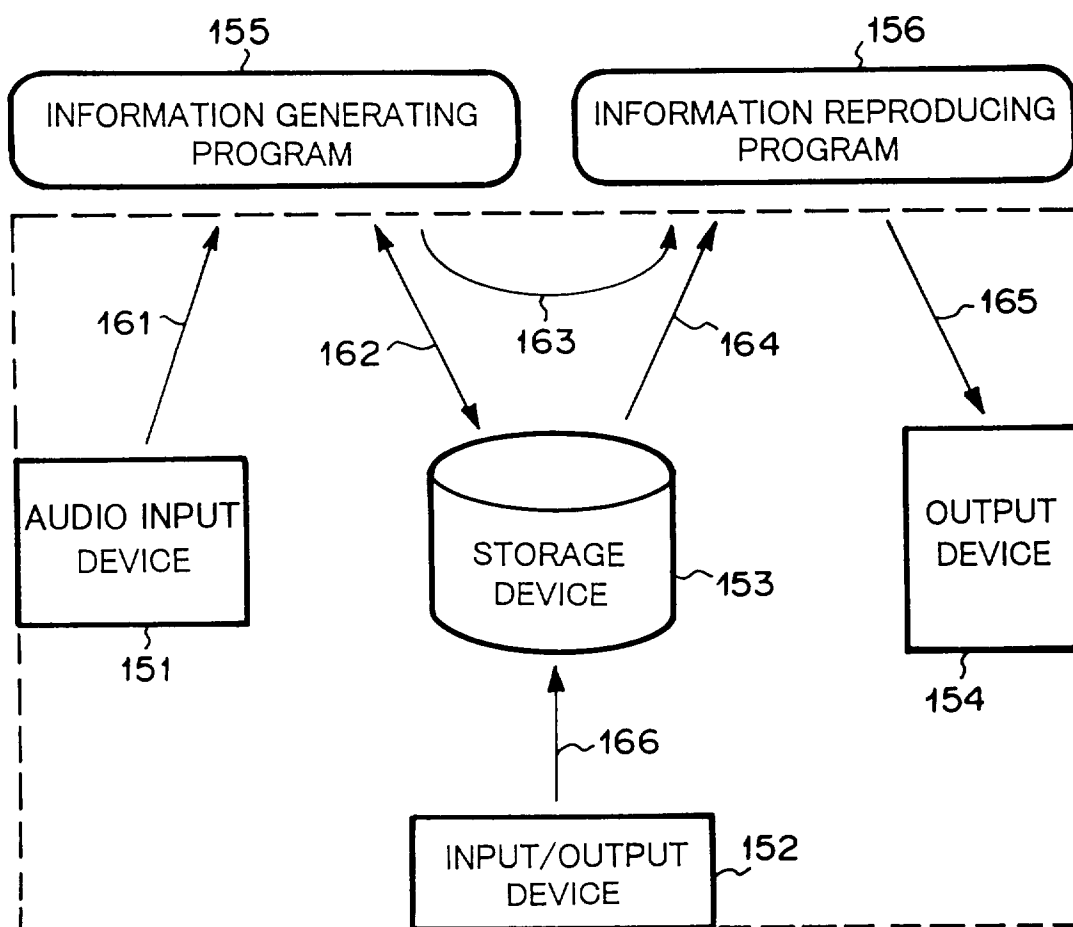 155
156
INFORMATION GENERATING
PROGRAM
INFORMATION REPRODUCING
PROGRAM
161
162
163
164
165
AUDIO INPUT
DEVICE
151
STORAGE
DEVICE
153
OUTPUT
DEVICE
154
166
INPUT/OUTPUT
DEVICE
152